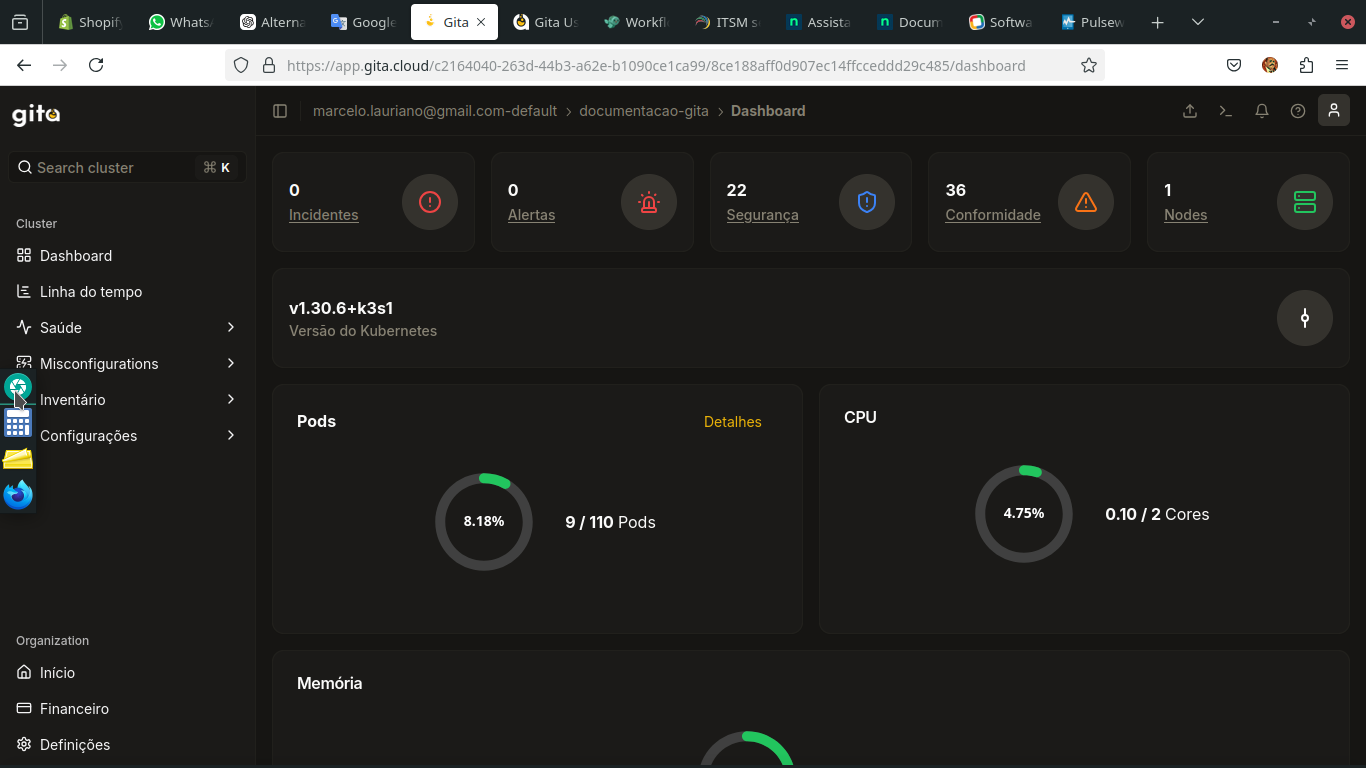 Shopify
WhatsA
Alterna
Google
Gita
Gita Us
Workfl
ITSM s
Assista
Docum
Softwa
Pulsew
https://app.gita.cloud/c2164040-263d-44b3-a62e-b1090ce1ca99/8ce188aff0d907ec14ffcceddd29c485/dashboard
gita
marcelo.lauriano@gmail.com-default > documentacao-gita > Dashboard
Search cluster ⌘ K
Cluster
Dashboard
Linha do tempo
Saúde
Misconfigurations
Inventário
Configurações
Organization
Início
Financeiro
Definições
0
Incidentes
0
Alertas
22
Segurança
36
Conformidade
1
Nodes
v1.30.6+k3s1
Versão do Kubernetes
Pods
Detalhes
8.18%
9 / 110 Pods
CPU
4.75%
0.10 / 2 Cores
Memória